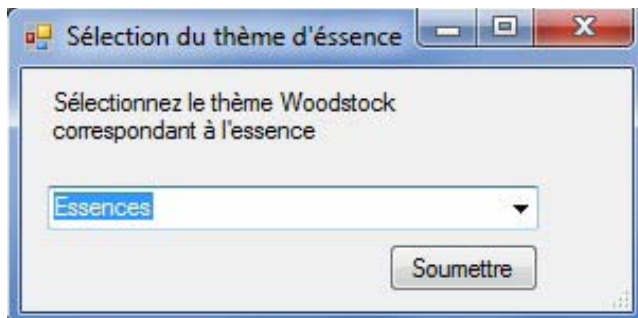 Sélection du thème d'éssence
Sélectionnez le thème Woodstock
correspondant à l'essence
Essences
Soumettre